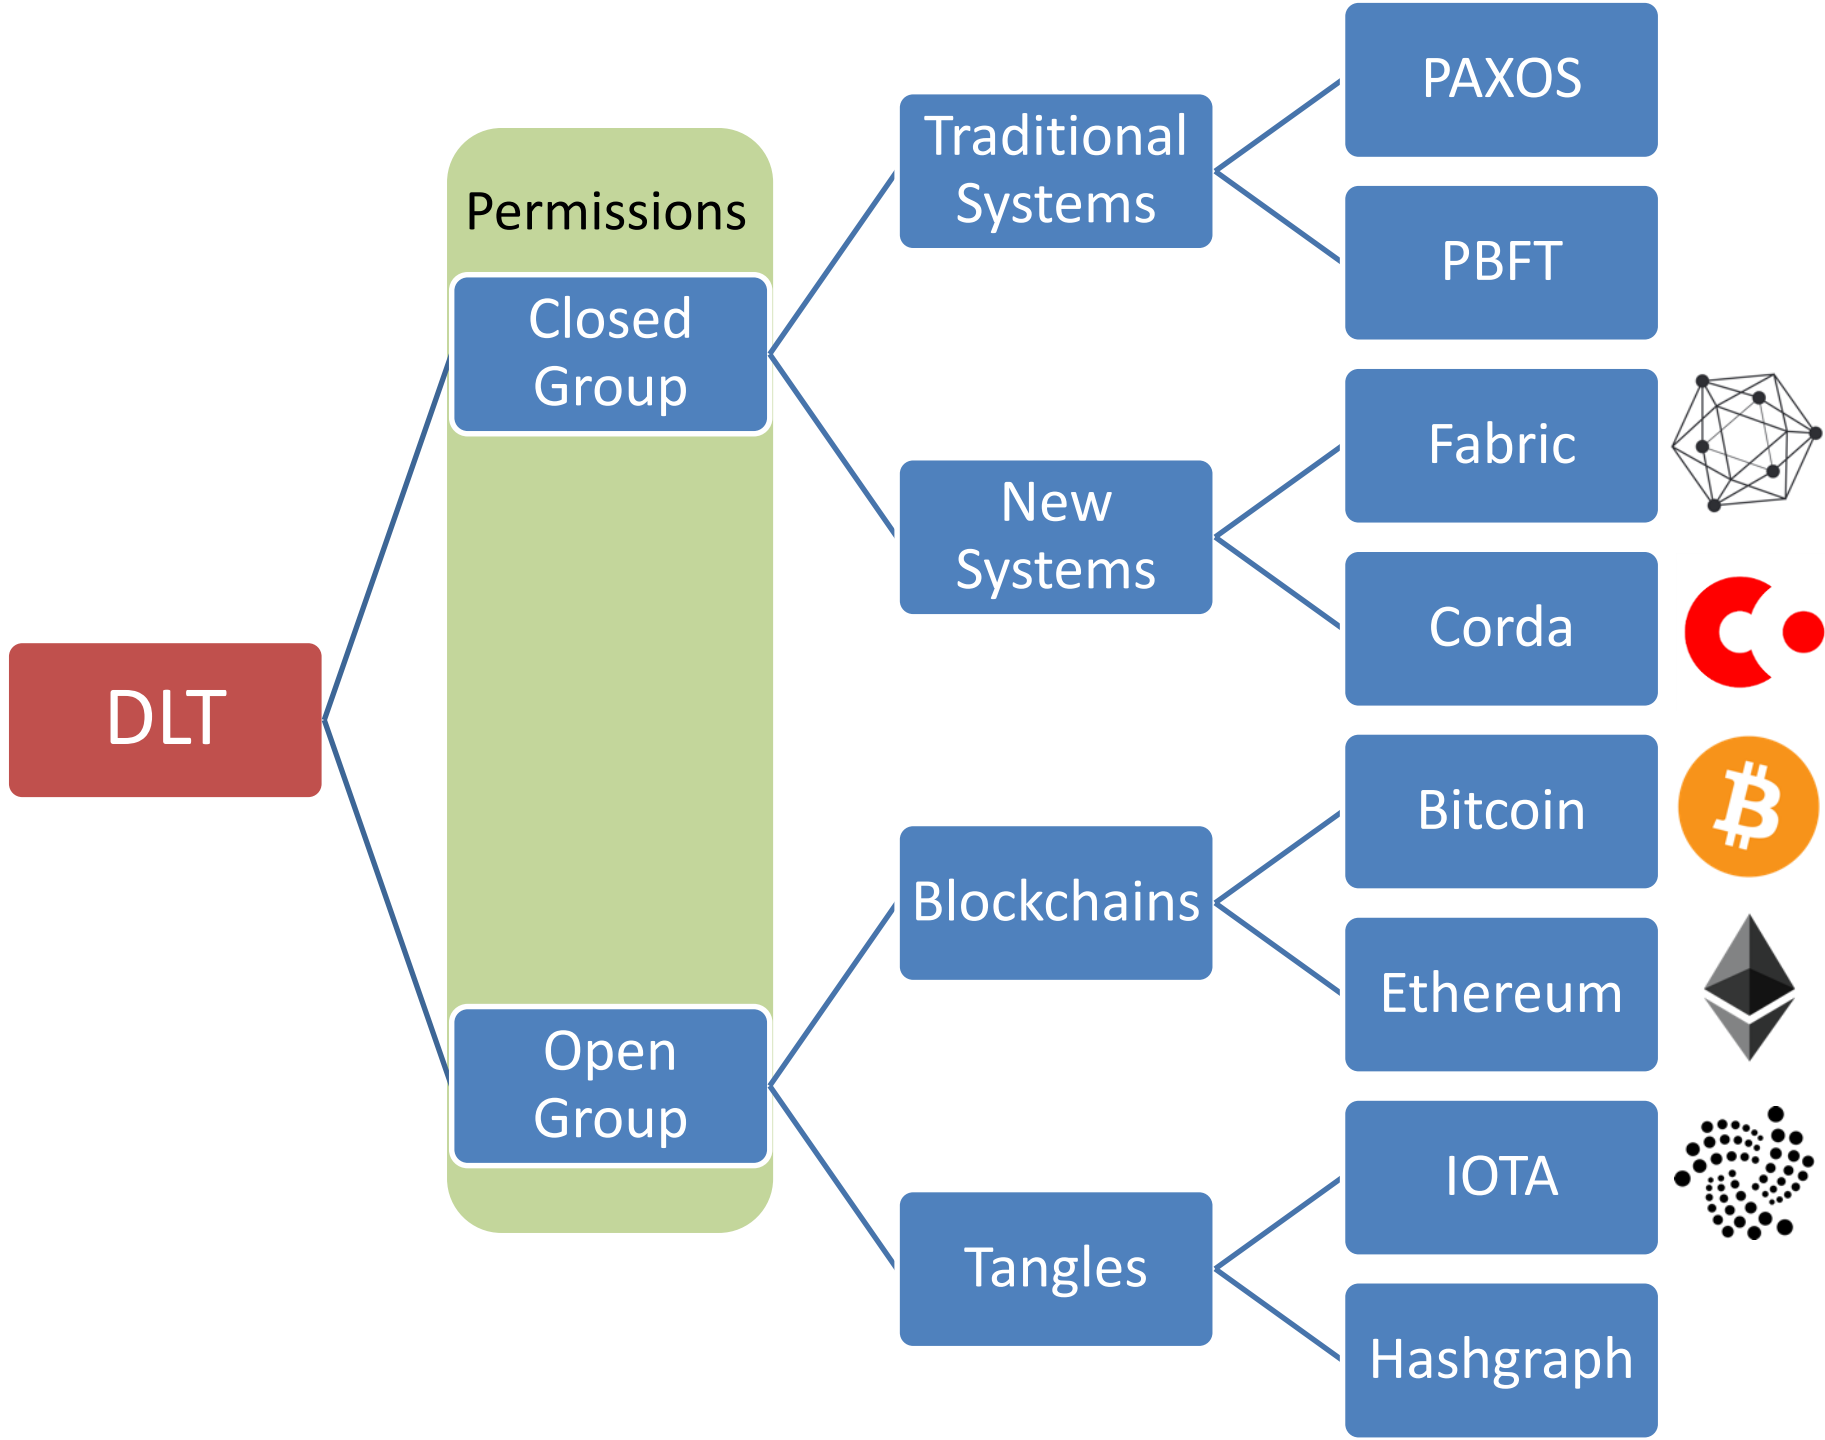 DLT
Permissions
Closed
Group
Open
Group
Traditional
Systems
New
Systems
Blockchains
Tangles
PAXOS
PBFT
Fabric
Corda
Bitcoin
Ethereum
IOTA
Hashgraph